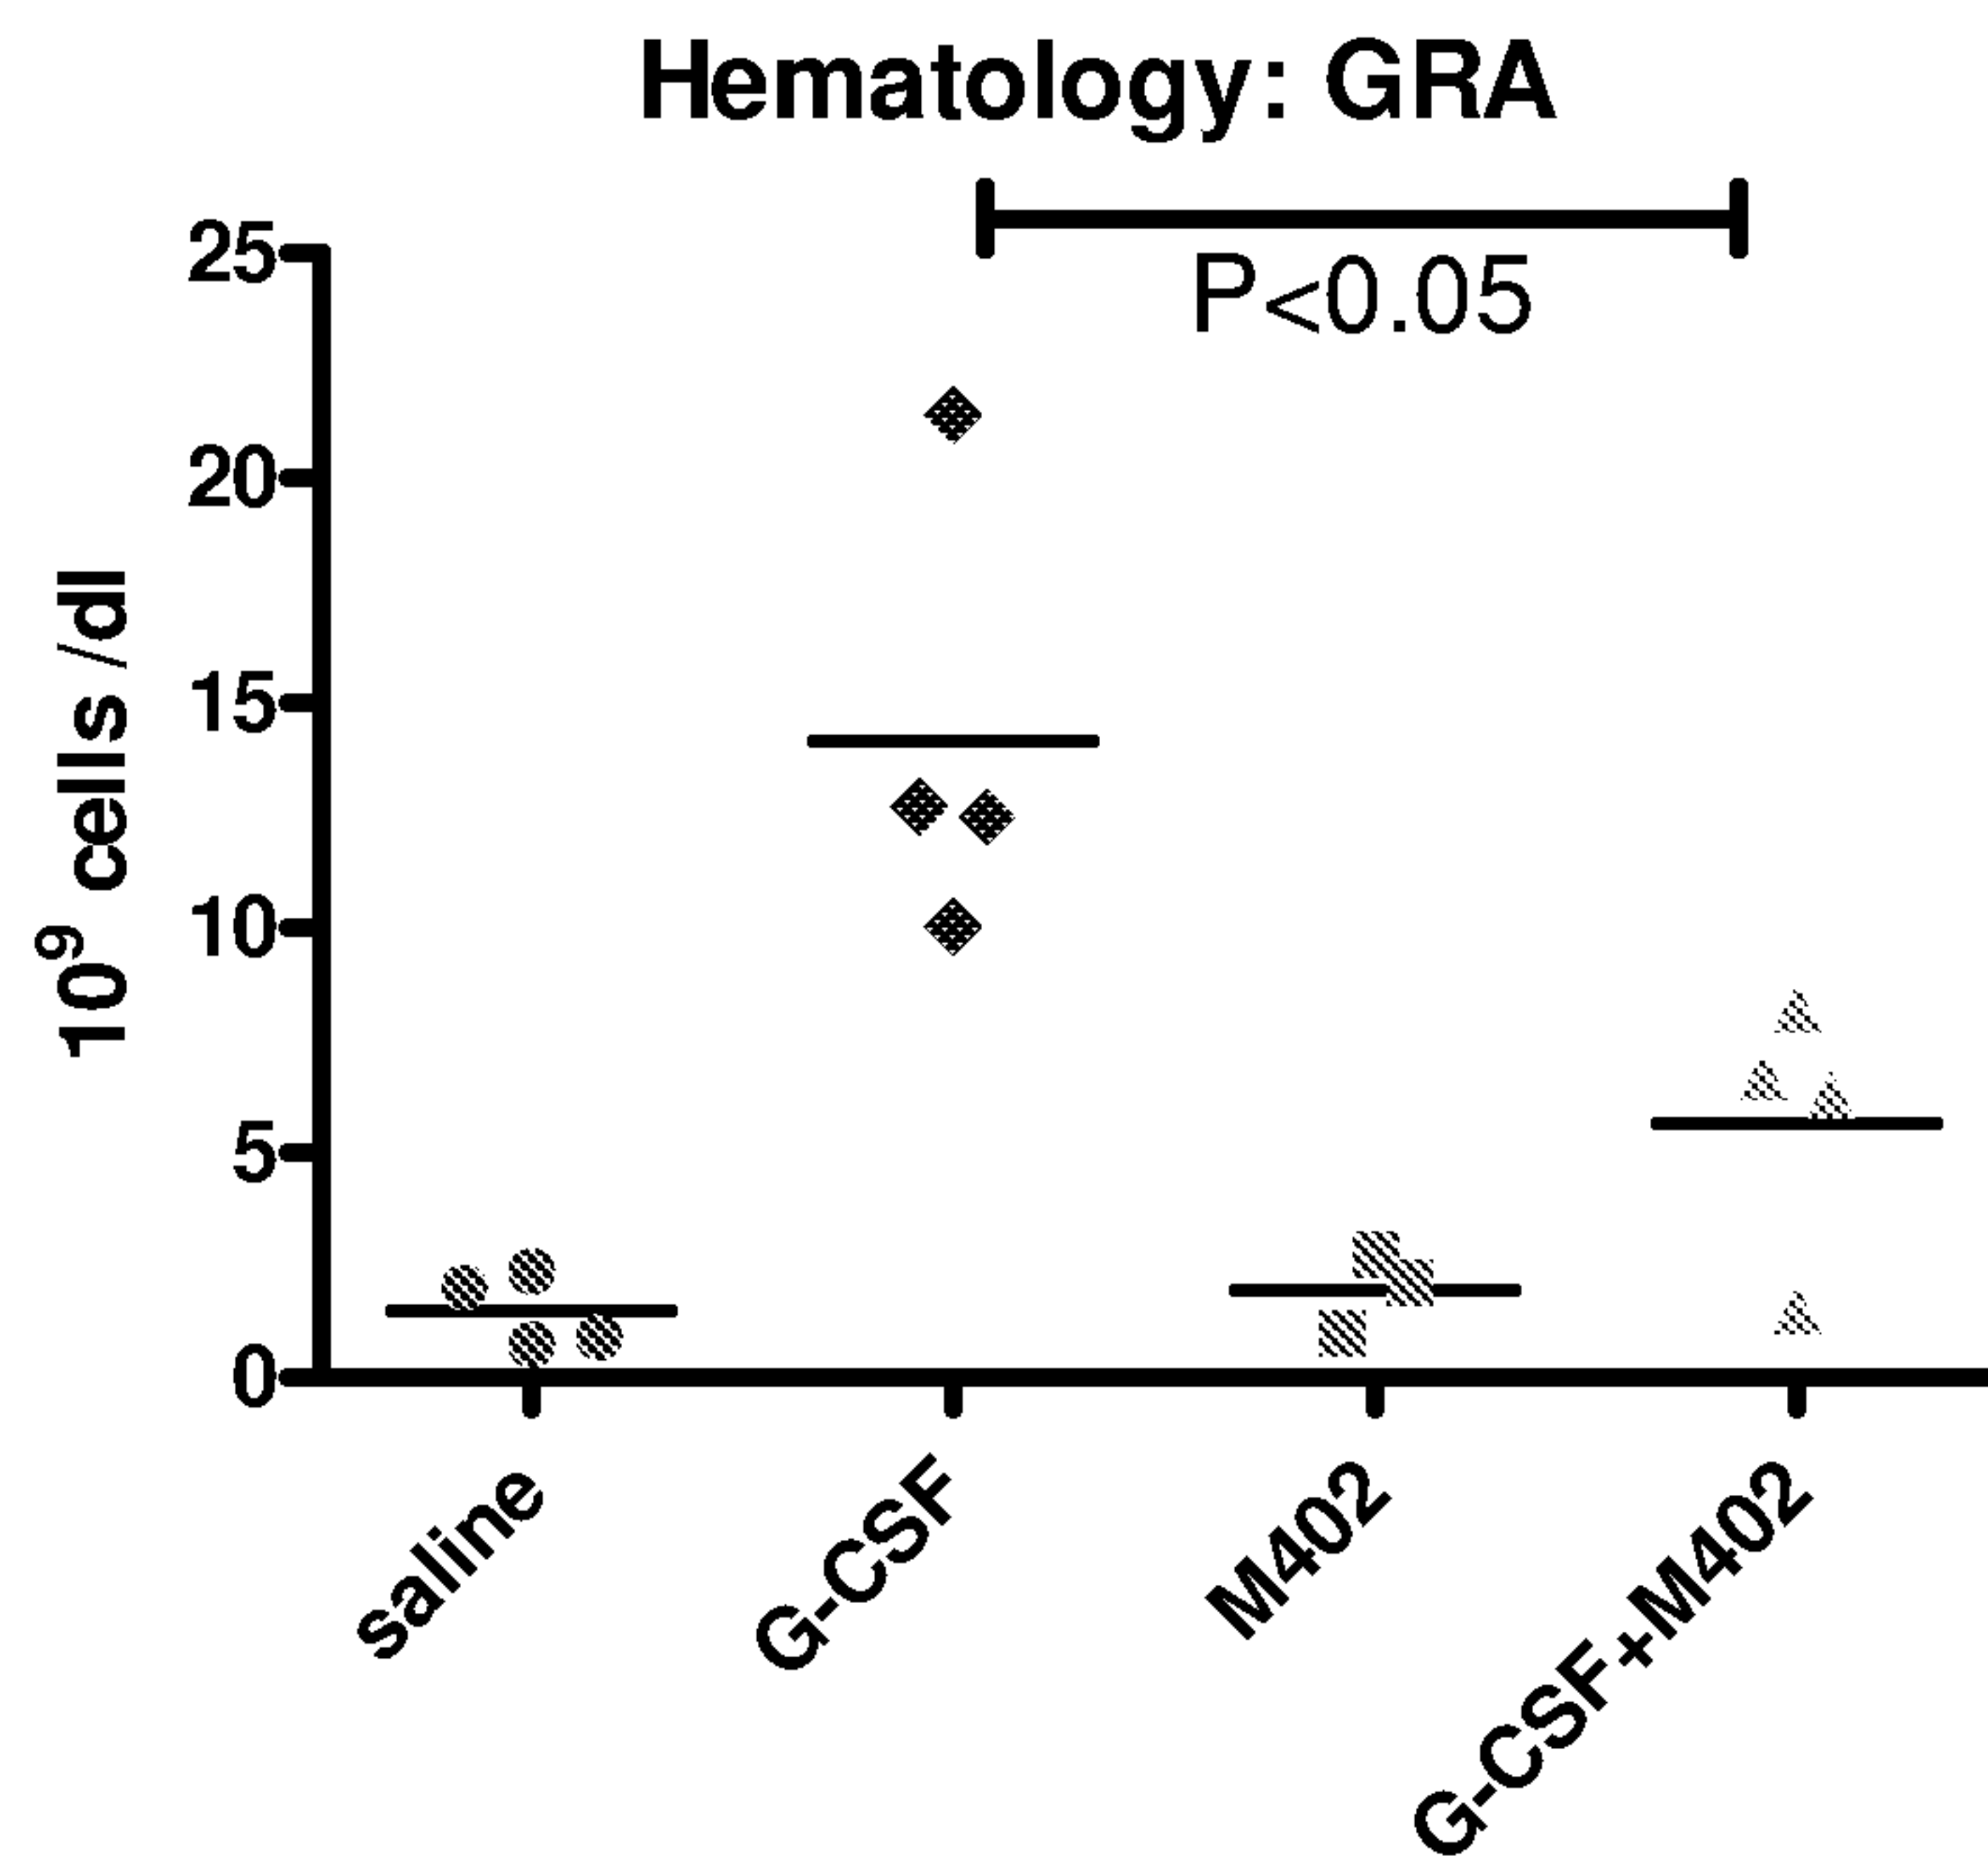 Hematology: GRA
P<0.05
25
20
15
10
5
0
10⁹ cells/dl
saline
G-CSF
M402
G-CSF+M402